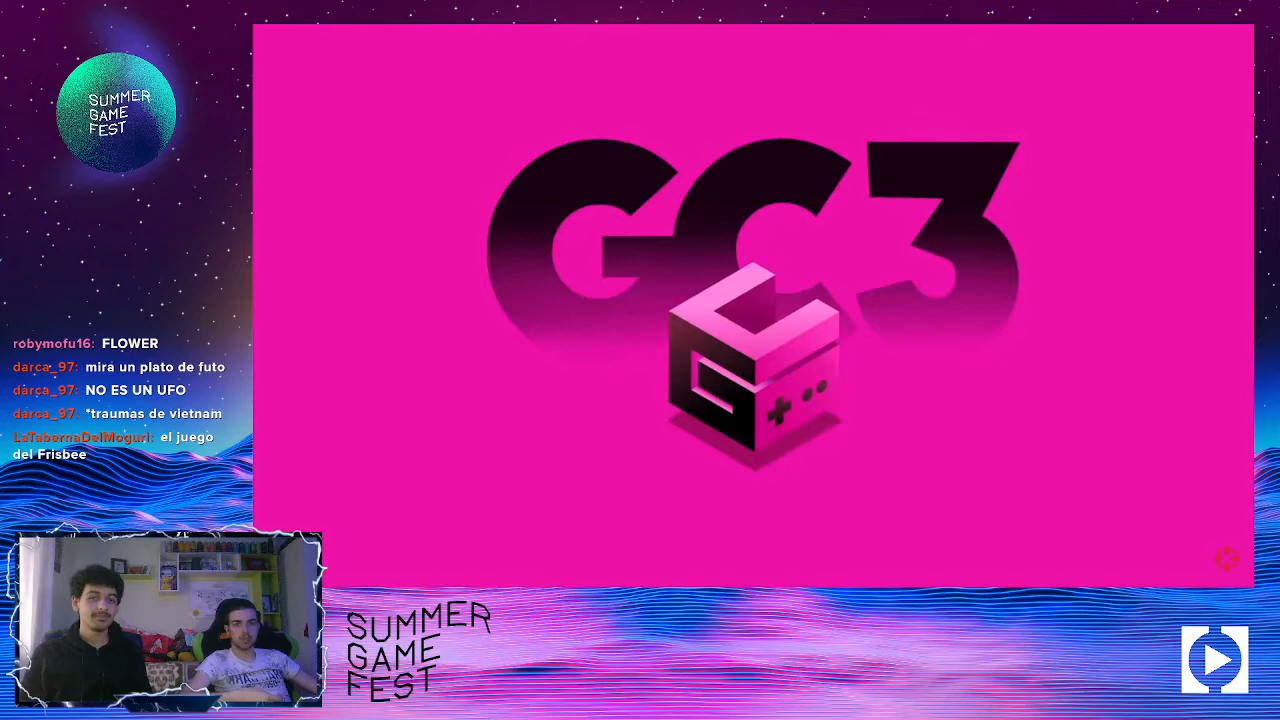 SUMMER
GAME
FEST
GC3
robymofu16: FLOWER
darca_97: mira un plato de futo
darca_97: NO ES UN UFO
darca_97: *traumas de vietnam
LaTabernaDelMoguri: el juego
del Frisbee
SUMMER
GAME
FEST